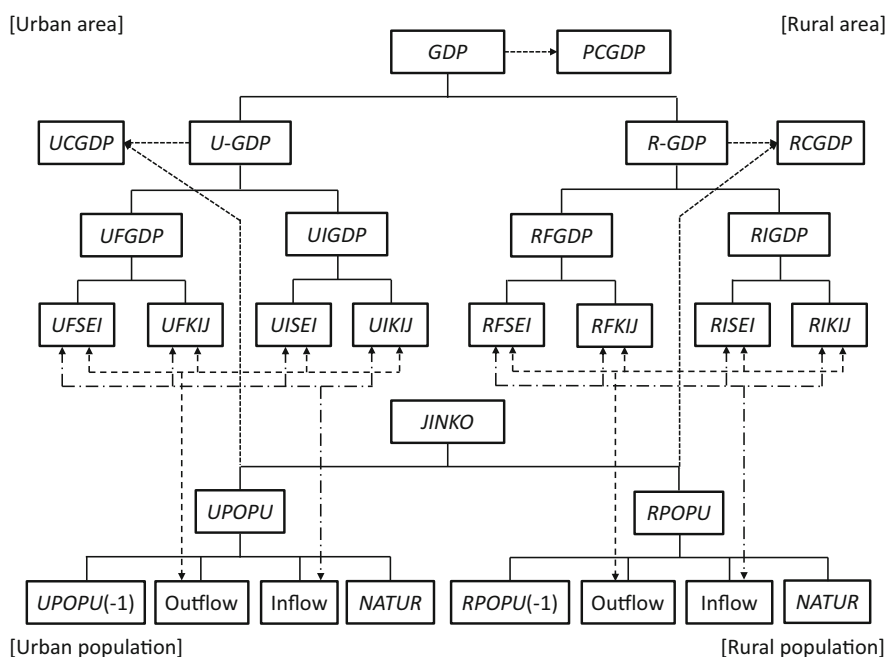 [Urban area] [Rural area]
GDP PCGDP
UCGDP U-GDP R-GDP RCGDP
UFGDP UIGDP RFGDP RIGDP
UFSEI UFKIJ UISEI UIKIJ RFSEI RFKIJ RISEI RIKIJ
JINKO
UPOPU RPOPU
UPOPU(-1) Outflow Inflow NATUR RPOPU(-1) Outflow Inflow NATUR
[Urban population] [Rural population]